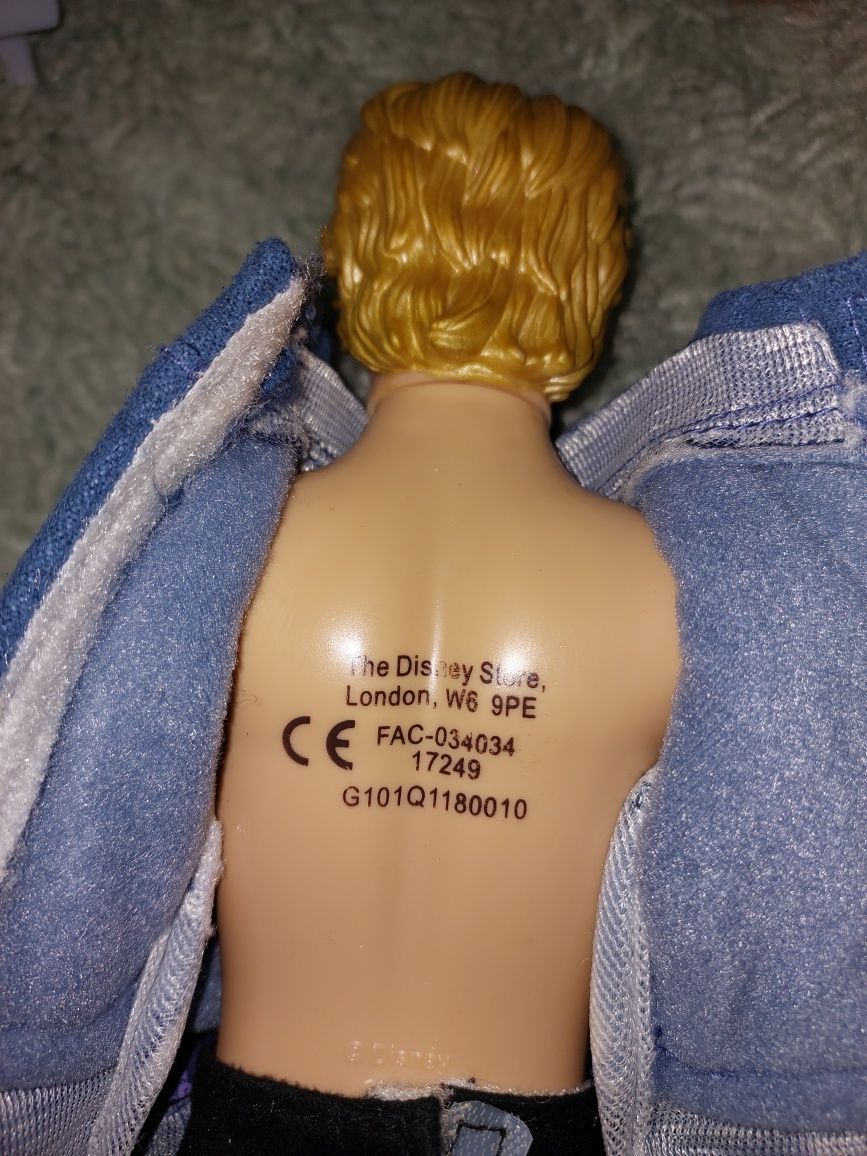 The Disney Store,
London, W6 9PE
CE FAC-034034
17249
G101Q1180010
© Disney